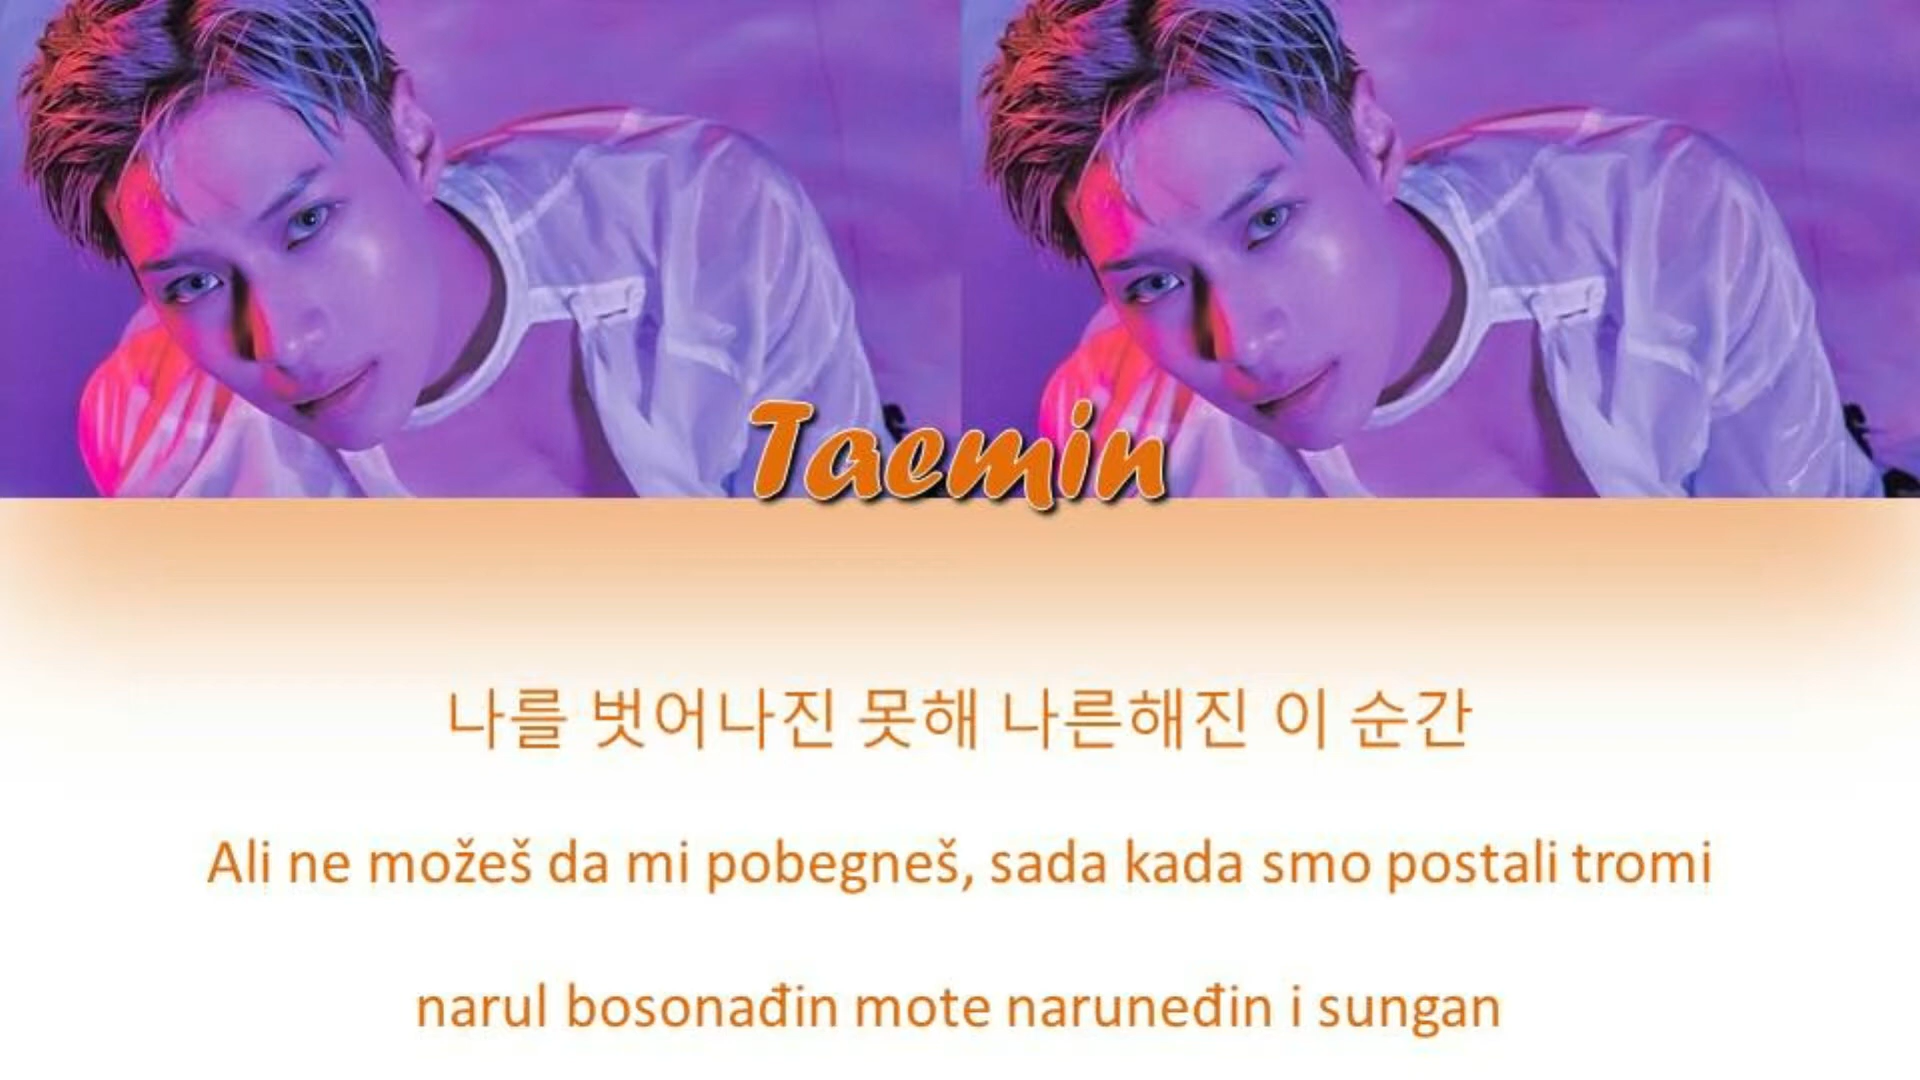 Taemin
나를 벗어나진 못해 나른해진 이 순간
Ali ne možeš da mi pobegneš, sada kada smo postali tromi
narul bosonađin mote naruneđin i sungan